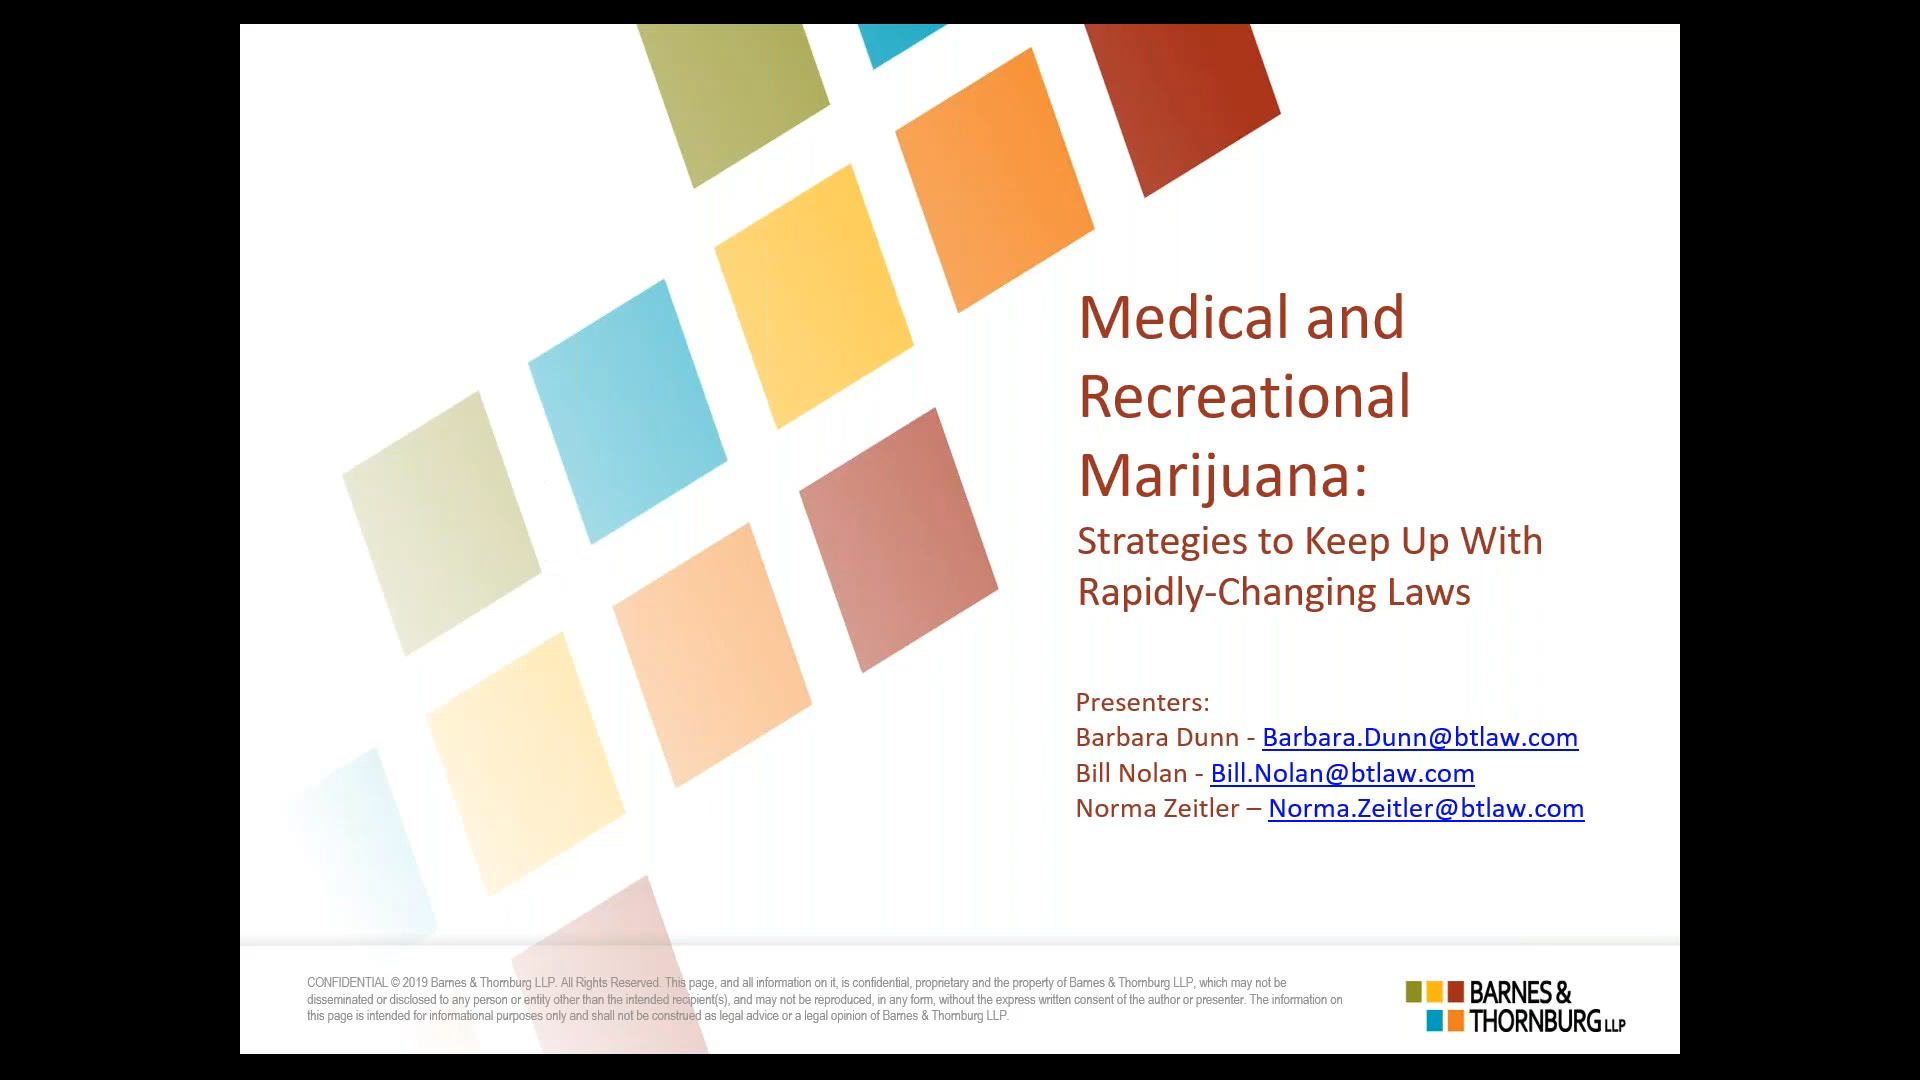 Medical and
Recreational
Marijuana:
Strategies to Keep Up With
Rapidly-Changing Laws
Presenters:
Barbara Dunn - Barbara.Dunn@btlaw.com
Bill Nolan - Bill.Nolan@btlaw.com
Norma Zeitler – Norma.Zeitler@btlaw.com
CONFIDENTIAL © 2019 Barnes & Thornburg LLP. All Rights Reserved. This page, and all information on it, is confidential, proprietary and the property of Barnes & Thornburg LLP, which may not be
disseminated or disclosed to any person or entity other than the intended recipient(s), and may not be reproduced, in any form, without the express written consent of the author or presenter. The information on
this page is intended for informational purposes only and shall not be construed as legal advice or a legal opinion of Barnes & Thornburg LLP.
BARNES &
THORNBURG LLP